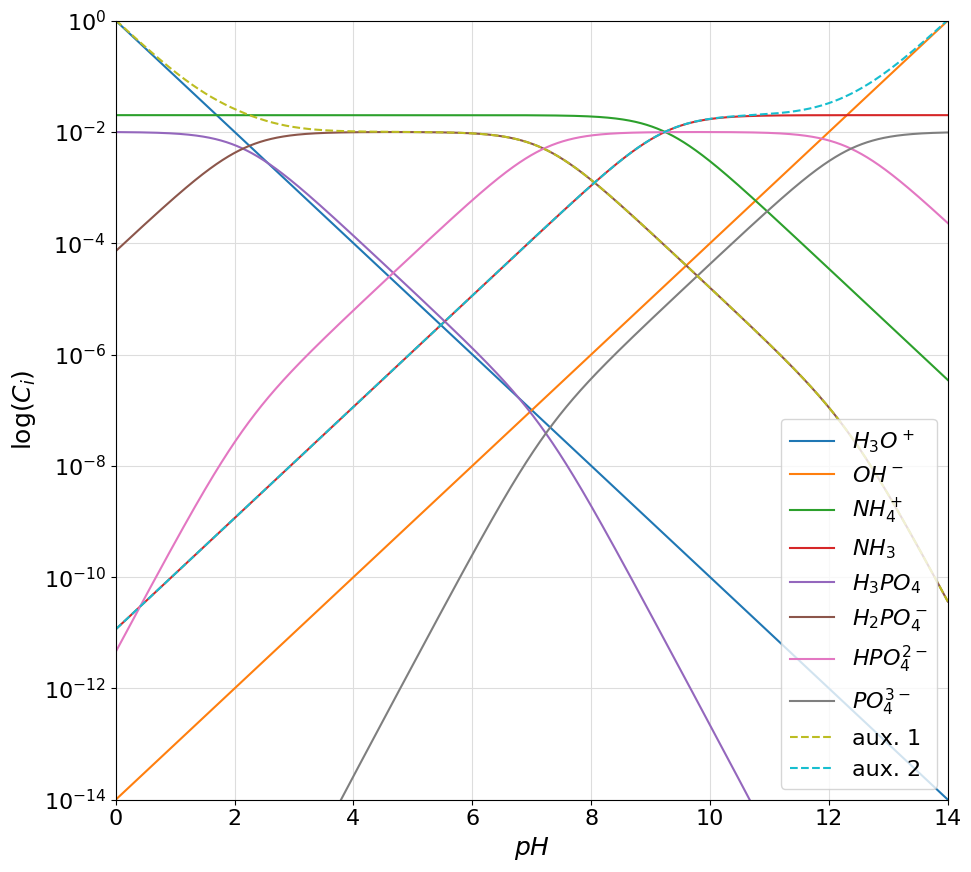 10^0
10^−2
10^−4
10^−6
10^−8
10^−10
10^−12
10^−14
log(C_i)
0 2 4 6 8 10 12 14
pH
H_3O^+
OH^−
NH_4^+
NH_3
H_3PO_4
H_2PO_4^−
HPO_4^{2−}
PO_4^{3−}
aux. 1
aux. 2